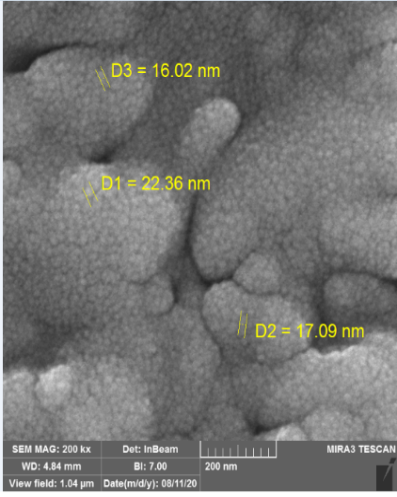 D3 = 16.02 nm
D1 = 22.36 nm
D2 = 17.09 nm
SEM MAG: 200 kx Det: InBeam MIRA3 TESCAN
WD: 4.84 mm BI: 7.00 200 nm
View field: 1.04 µm Date(m/d/y): 08/11/20